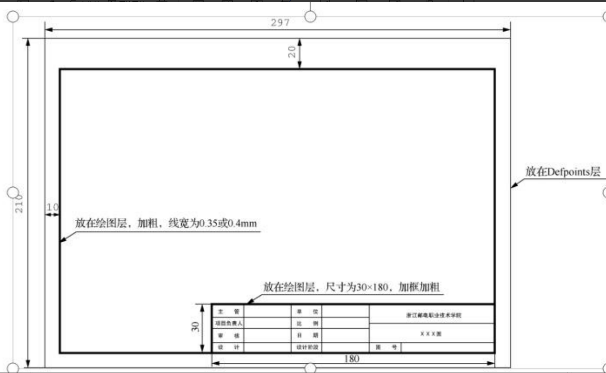 297
20
放在Defpoints层
210
10
放在绘图层，加粗，线宽为0.35或0.4mm
放在绘图层，尺寸为30×180，加框加粗
30
主 管
单 位
浙江邮电职业技术学院
项目负责人
比 例
审 核
日 期
XXX图
设 计
设计阶段
图 号
180